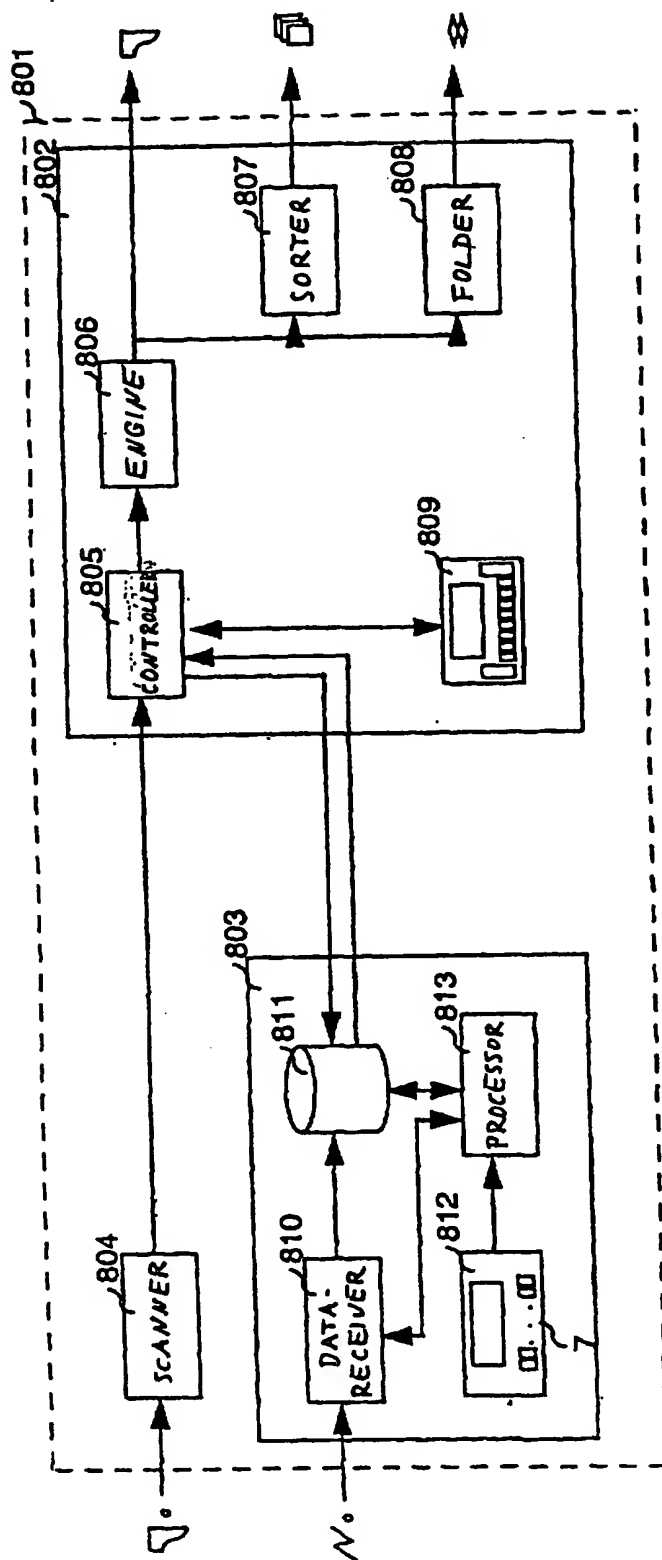 801
802
805
CONTROLLER
806
ENGINE
807
SORTER
808
FOLDER
809
804
SCANNER
803
810
DATA-
RECEIVER
811
812
7
813
PROCESSOR
N.